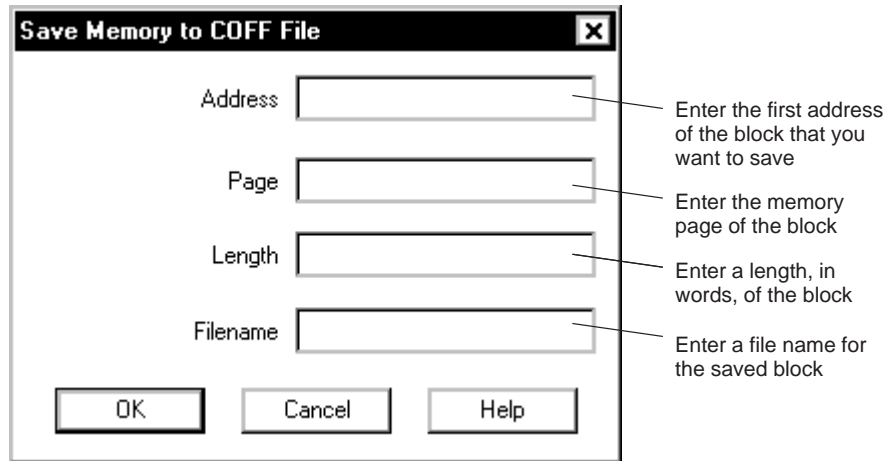 Save Memory to COFF File
Address
Enter the first address
of the block that you
want to save
Page
Enter the memory
page of the block
Length
Enter a length, in
words, of the block
Filename
Enter a file name for
the saved block
OK
Cancel
Help